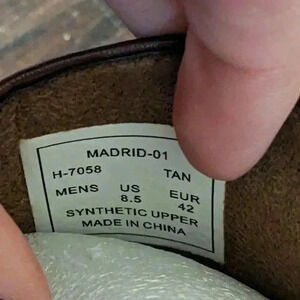 MADRID-01
H-7058 TAN
MENS US EUR
8.5 42
SYNTHETIC UPPER
MADE IN CHINA